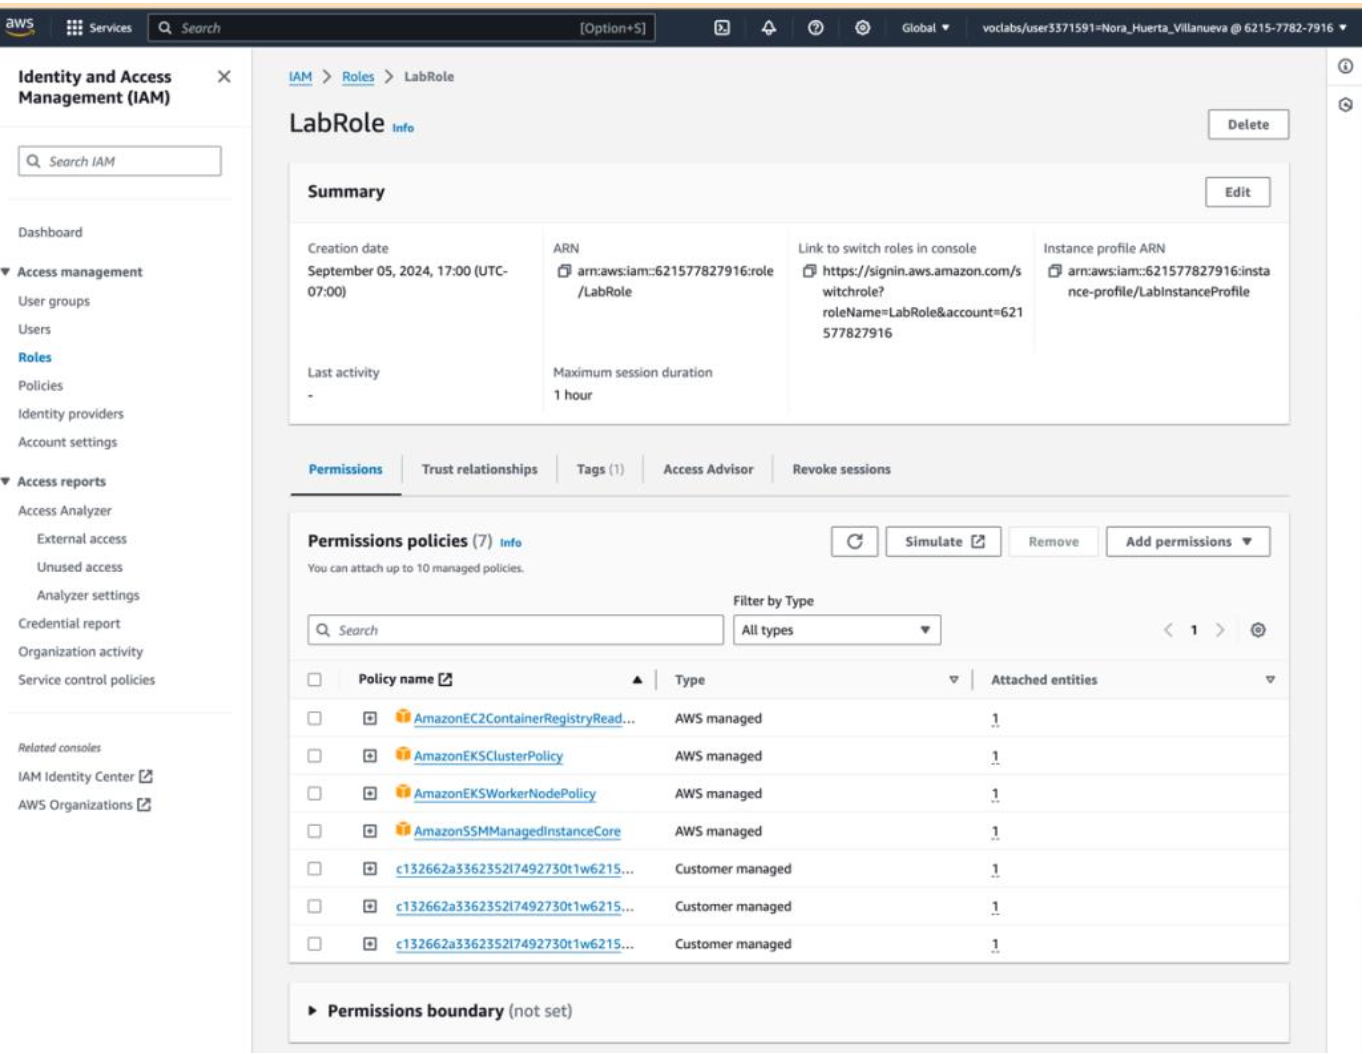 aws
Services
Search
[Option+S]
Global
voclabs/user3371591=Nora_Huerta_Villanueva @ 6215-7782-7916
Identity and Access
Management (IAM)
Search IAM
Dashboard
Access management
User groups
Users
Roles
Policies
Identity providers
Account settings
Access reports
Access Analyzer
External access
Unused access
Analyzer settings
Credential report
Organization activity
Service control policies
Related consoles
IAM Identity Center
AWS Organizations
IAM > Roles > LabRole
LabRole Info
Delete
Summary
Edit
Creation date
September 05, 2024, 17:00 (UTC-
07:00)
ARN
arn:aws:iam::621577827916:role
/LabRole
Link to switch roles in console
https://signin.aws.amazon.com/s
witchrole?
roleName=LabRole&account=621
577827916
Instance profile ARN
arn:aws:iam::621577827916:insta
nce-profile/LabInstanceProfile
Last activity
-
Maximum session duration
1 hour
Permissions
Trust relationships
Tags (1)
Access Advisor
Revoke sessions
Permissions policies (7) Info
You can attach up to 10 managed policies.
Simulate
Remove
Add permissions
Filter by Type
Search
All types
1
Policy name
Type
Attached entities
AmazonEC2ContainerRegistryRead... AWS managed 1
AmazonEKSClusterPolicy AWS managed 1
AmazonEKSWorkerNodePolicy AWS managed 1
AmazonSSMManagedInstanceCore AWS managed 1
c132662a3362352l7492730t1w6215... Customer managed 1
c132662a3362352l7492730t1w6215... Customer managed 1
c132662a3362352l7492730t1w6215... Customer managed 1
Permissions boundary (not set)